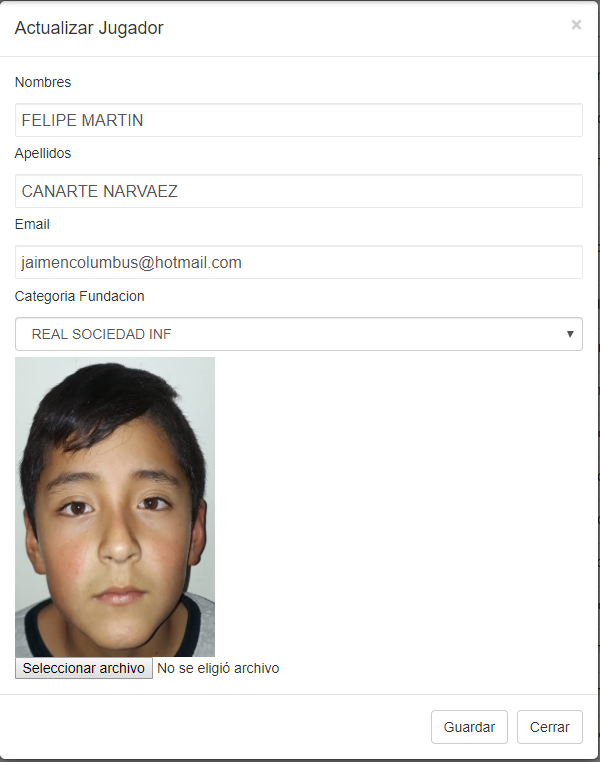 Actualizar Jugador ×
Nombres
FELIPE MARTIN
Apellidos
CANARTE NARVAEZ
Email
jaimencolumbus@hotmail.com
Categoria Fundacion
REAL SOCIEDAD INF
Seleccionar archivo No se eligió archivo
Guardar Cerrar